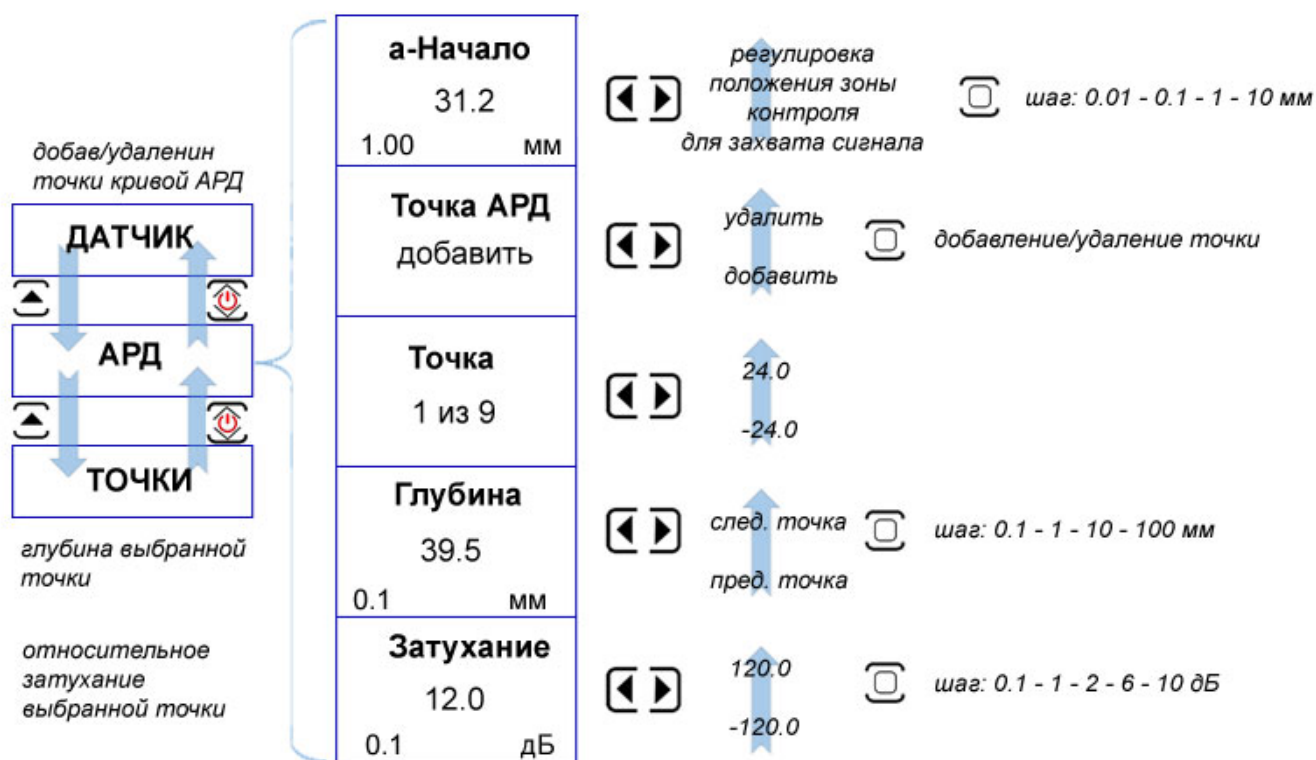 добав/удаленин
точки кривой АРД
ДАТЧИК
АРД
ТОЧКИ
глубина выбранной
точки
относительное
затухание
выбранной точки
а-Начало
31.2
1.00 мм
регулировка
положения зоны
контроля
для захвата сигнала
шаг: 0.01 - 0.1 - 1 - 10 мм
Точка АРД
добавить
удалить
добавить
добавление/удаление точки
Точка
1 из 9
24.0
-24.0
Глубина
39.5
0.1 мм
след. точка
пред. точка
шаг: 0.1 - 1 - 10 - 100 мм
Затухание
12.0
0.1 дБ
120.0
-120.0
шаг: 0.1 - 1 - 2 - 6 - 10 дБ